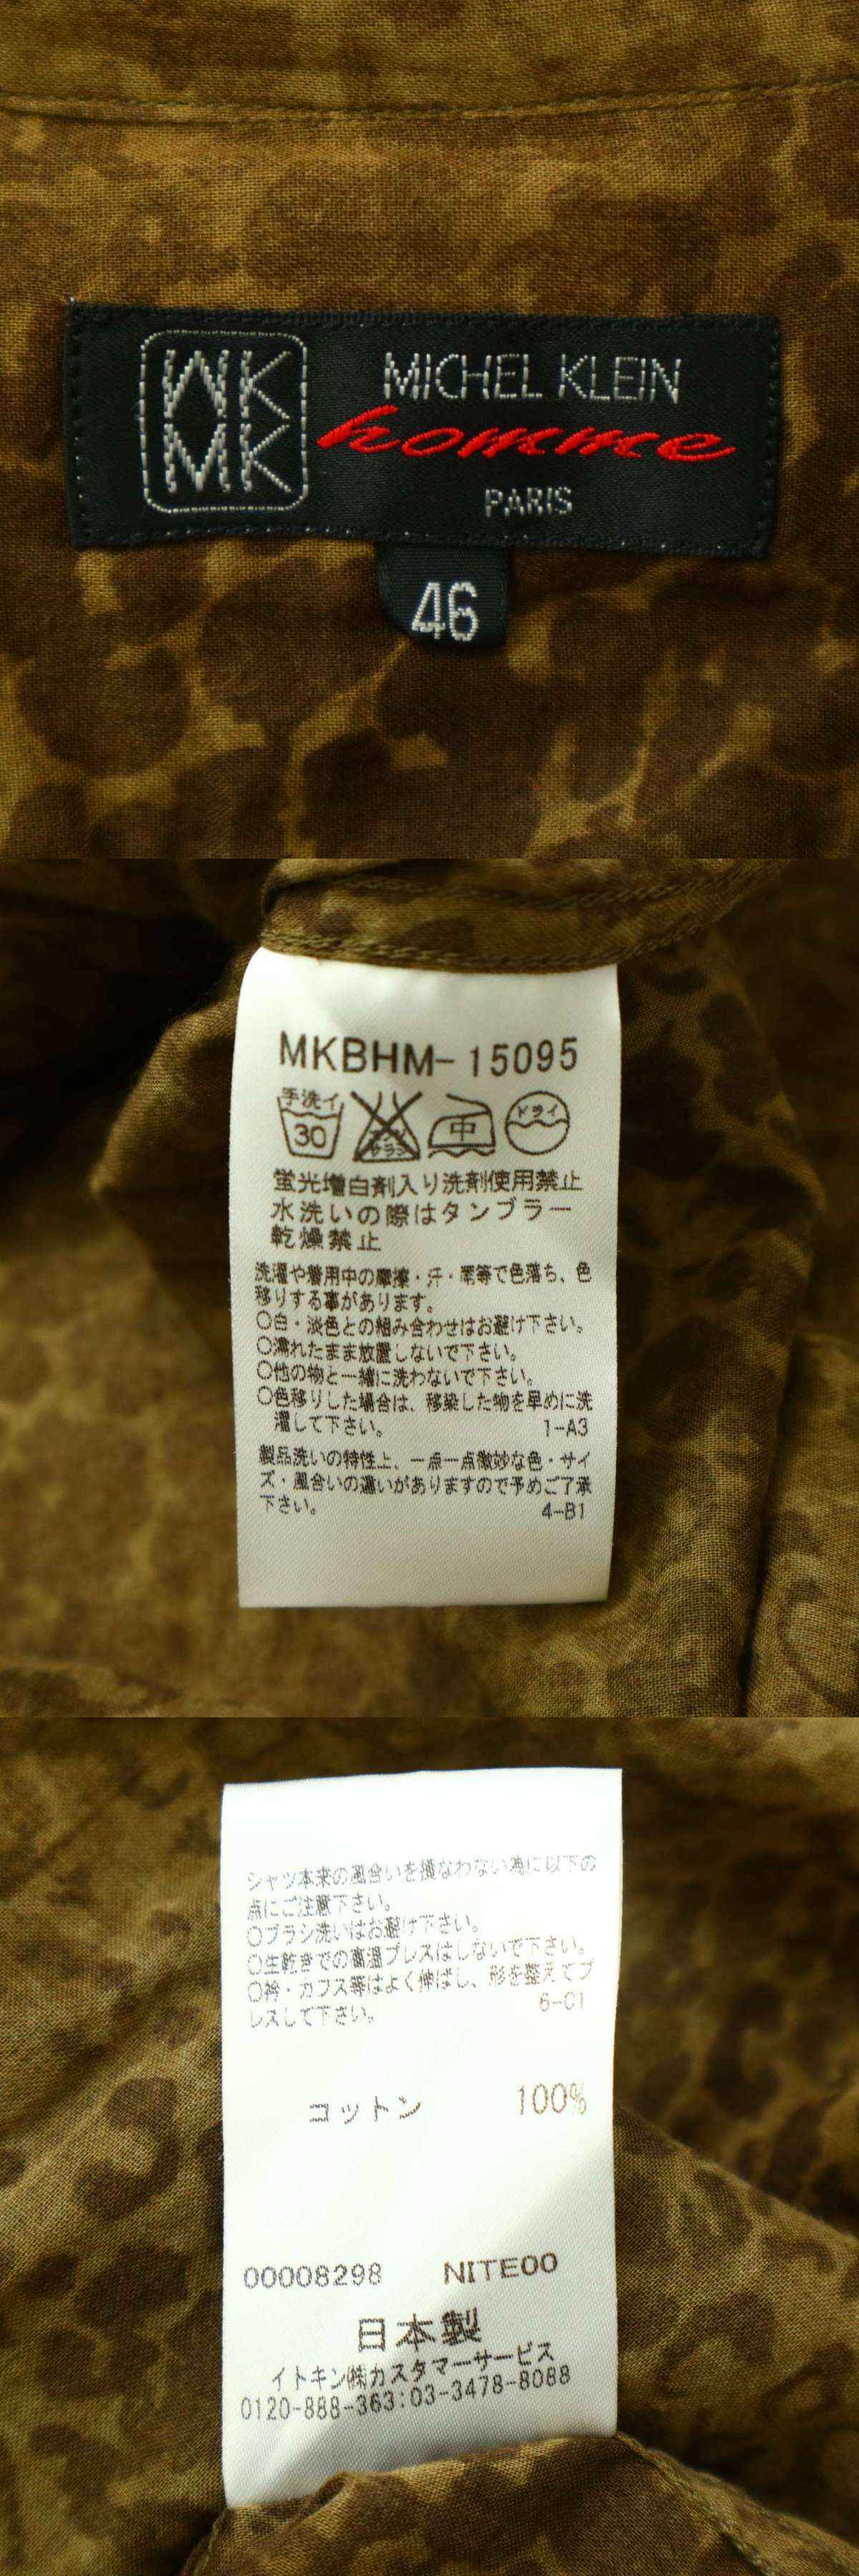 MK
MK
MICHEL KLEIN
homme
PARIS
46
MKBHM-15095
手洗イ
30
エンソ
サラシ
中
ドライ
蛍光増白剤入り洗剤使用禁止
水洗いの際はタンブラー
乾燥禁止
洗濯や着用中の摩擦・汗・雨等で色落ち、色
移りする事があります。
○白・淡色との組み合わせはお避け下さい。
○濡れたまま放置しないで下さい。
○他の物と一緒に洗わないで下さい。
○色移りした場合は、移染した物を早めに洗
濯して下さい。 1-A3
製品洗いの特性上、一点一点微妙な色・サイ
ズ・風合いの違いがありますので予めご了承
下さい。 4-B1
シャツ本来の風合いを損なわない為に以下の
点にご注意下さい。
○ブラシ洗いはお避け下さい。
○生乾きでの高温プレスはしないで下さい。
○衿・カフス等はよく伸ばし、形を整えてプ
レスして下さい。 6-C1
コットン 100%
00008298 NITE00
日本製
イトキン㈱カスタマーサービス
0120-888-363:03-3478-8088